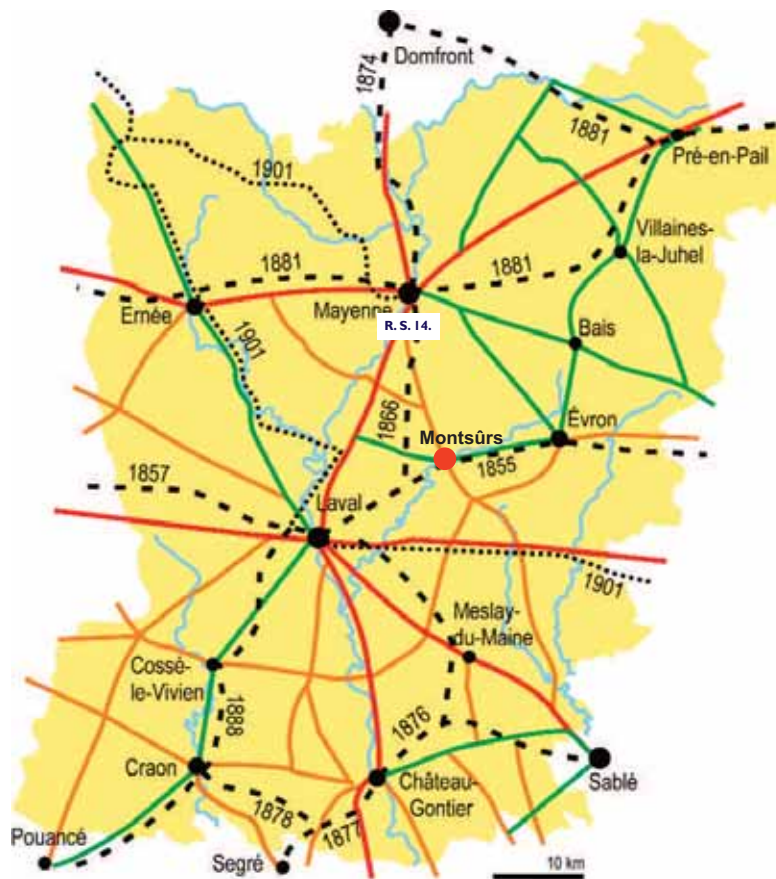 Domfront
1874
1881
Pré-en-Pail
1901
Villaines-
la-Juhel
1881
1881
Ernée
Mayenne
R. S. 14.
1901
Bais
1866
Évron
Montsûrs
1855
1857
Laval
1901
Meslay-
du-Maine
Cossé-
le-Vivien
1888
1876
Craon
Château-
Gontier
Sablé
1878
1877
Pouancé
Segré
10 km